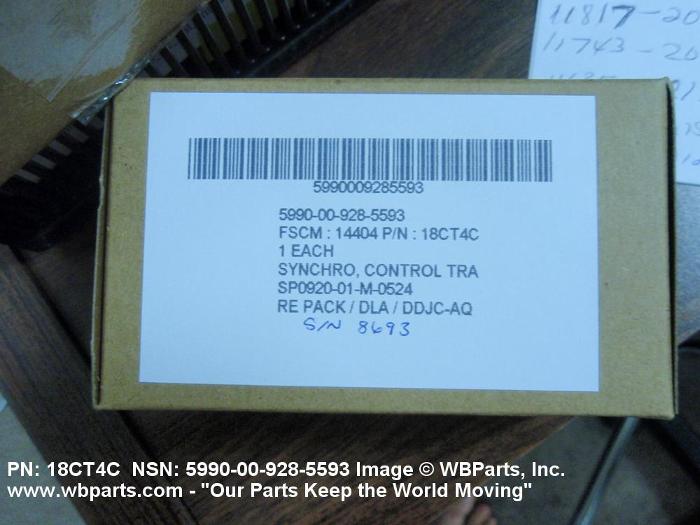 11817-20
11743-20
5990009285593
5990-00-928-5593
FSCM : 14404 P/N : 18CT4C
1 EACH
SYNCHRO, CONTROL TRA
SP0920-01-M-0524
RE PACK / DLA / DDJC-AQ
S/N 8693
PN: 18CT4C NSN: 5990-00-928-5593 Image © WBParts, Inc.
www.wbparts.com - "Our Parts Keep the World Moving"